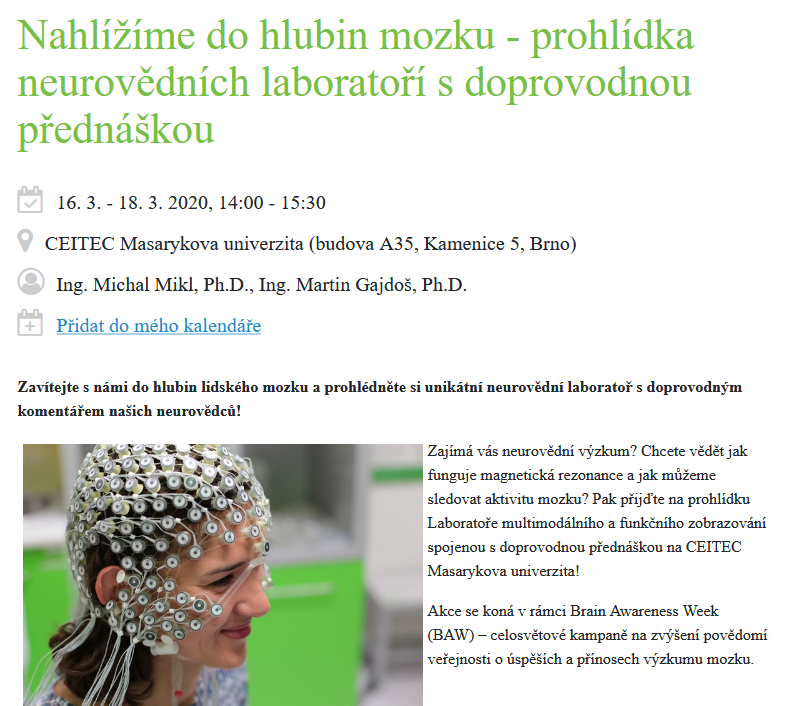 Nahlížíme do hlubin mozku - prohlídka
neurovědních laboratoří s doprovodnou
přednáškou
16. 3. - 18. 3. 2020, 14:00 - 15:30
CEITEC Masarykova univerzita (budova A35, Kamenice 5, Brno)
Ing. Michal Mikl, Ph.D., Ing. Martin Gajdoš, Ph.D.
Přidat do mého kalendáře
Zavítejte s námi do hlubin lidského mozku a prohlédněte si unikátní neurovědní laboratoř s doprovodným
komentářem našich neurovědců!
Zajímá vás neurovědní výzkum? Chcete vědět jak
funguje magnetická rezonance a jak můžeme
sledovat aktivitu mozku? Pak přijďte na prohlídku
Laboratoře multimodálního a funkčního zobrazování
spojenou s doprovodnou přednáškou na CEITEC
Masarykova univerzita!
Akce se koná v rámci Brain Awareness Week
(BAW) – celosvětové kampaně na zvýšení povědomí
veřejnosti o úspěších a přínosech výzkumu mozku.